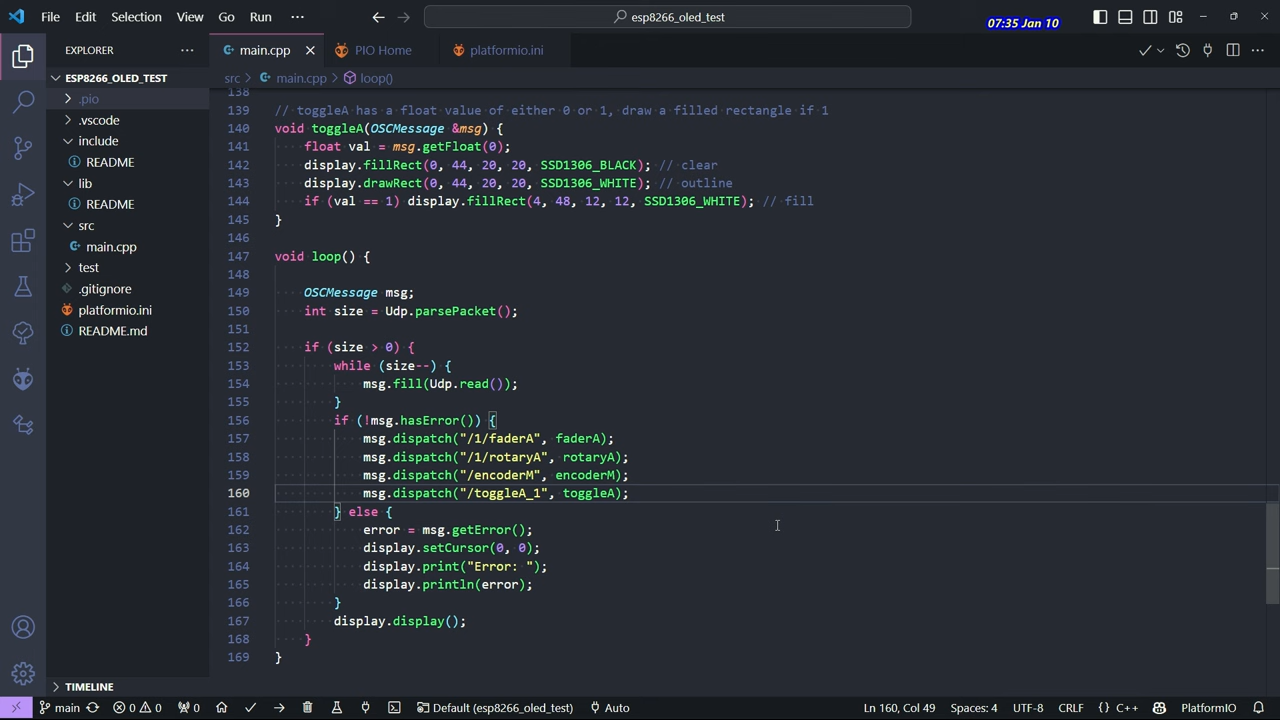 File Edit Selection View Go Run ··· esp8266_oled_test 07:35 Jan 10
EXPLORER ··· main.cpp PIO Home platformio.ini
ESP8266_OLED_TEST src > main.cpp > loop()
.pio
.vscode
include
README
lib
README
src
main.cpp
test
.gitignore
platformio.ini
README.md
138
139 // toggleA has a float value of either 0 or 1, draw a filled rectangle if 1
140 void toggleA(OSCMessage &msg) {
141 float val = msg.getFloat(0);
142 display.fillRect(0, 44, 20, 20, SSD1306_BLACK); // clear
143 display.drawRect(0, 44, 20, 20, SSD1306_WHITE); // outline
144 if (val == 1) display.fillRect(4, 48, 12, 12, SSD1306_WHITE); // fill
145 }
146
147 void loop() {
148
149 OSCMessage msg;
150 int size = Udp.parsePacket();
151
152 if (size > 0) {
153 while (size--) {
154 msg.fill(Udp.read());
155 }
156 if (!msg.hasError()) {
157 msg.dispatch("/1/faderA", faderA);
158 msg.dispatch("/1/rotaryA", rotaryA);
159 msg.dispatch("/encoderM", encoderM);
160 msg.dispatch("/toggleA_1", toggleA);
161 } else {
162 error = msg.getError();
163 display.setCursor(0, 0);
164 display.print("Error: ");
165 display.println(error);
166 }
167 display.display();
168 }
169 }
TIMELINE
main 0 0 0 Default (esp8266_oled_test) Auto Ln 160, Col 49 Spaces: 4 UTF-8 CRLF {} C++ PlatformIO